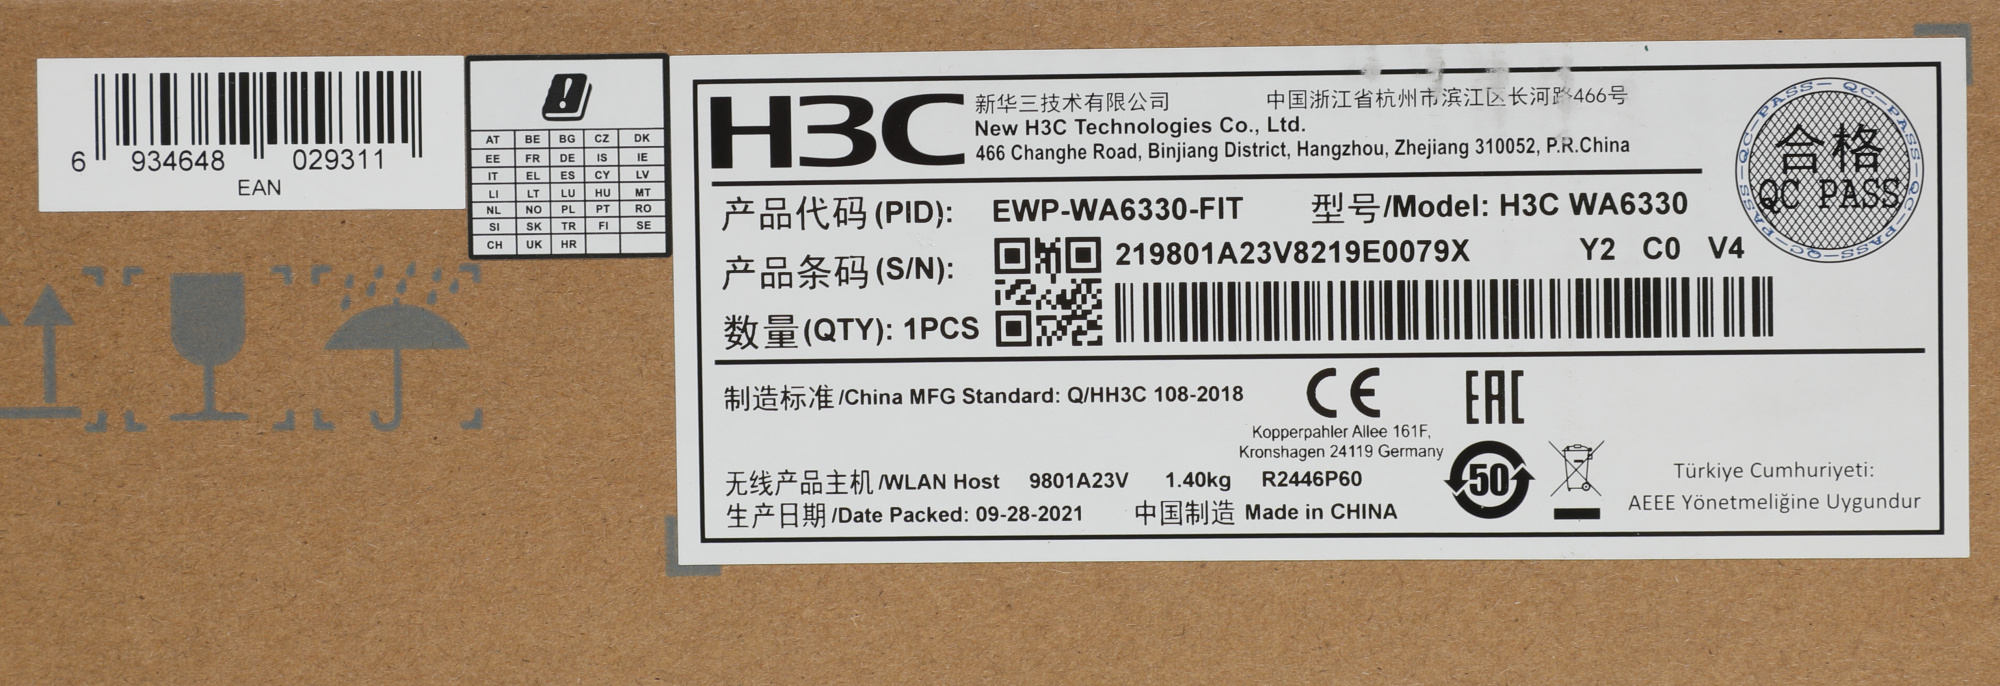 6 934648 029311
EAN
AT BE BG CZ DK
EE FR DE IS IE
IT EL ES CY LV
LI LT LU HU MT
NL NO PL PT RO
SI SK TR FI SE
CH UK HR
H3C
新华三技术有限公司 中国浙江省杭州市滨江区长河路466号
New H3C Technologies Co., Ltd.
466 Changhe Road, Binjiang District, Hangzhou, Zhejiang 310052, P.R.China
QC-PASS-QC-PASS-QC-PASS-QC-PASS
合格
QC PASS
产品代码(PID): EWP-WA6330-FIT 型号/Model: H3C WA6330
产品条码(S/N): 219801A23V8219E0079X Y2 C0 V4
数量(QTY): 1PCS
制造标准/China MFG Standard: Q/HH3C 108-2018
CE
EAC
Kopperpahler Allee 161F,
Kronshagen 24119 Germany
无线产品主机/WLAN Host 9801A23V 1.40kg R2446P60
生产日期/Date Packed: 09-28-2021 中国制造 Made in CHINA
50
Türkiye Cumhuriyeti:
AEEE Yönetmeliğine Uygundur